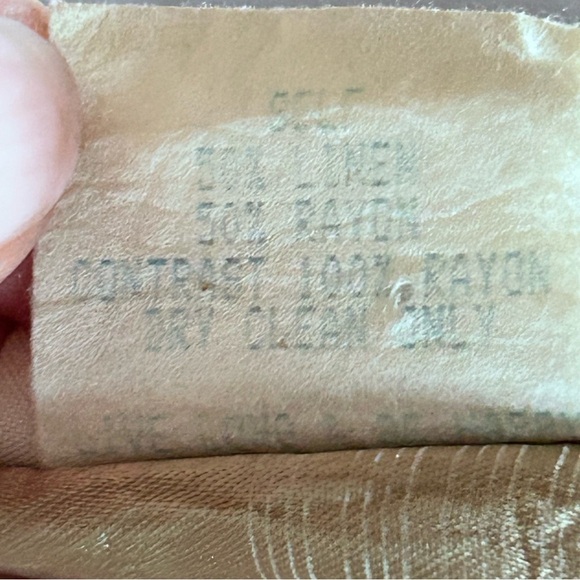 SELF
50% LINEN
50% RAYON
CONTRAST 100% RAYON
DRY CLEAN ONLY